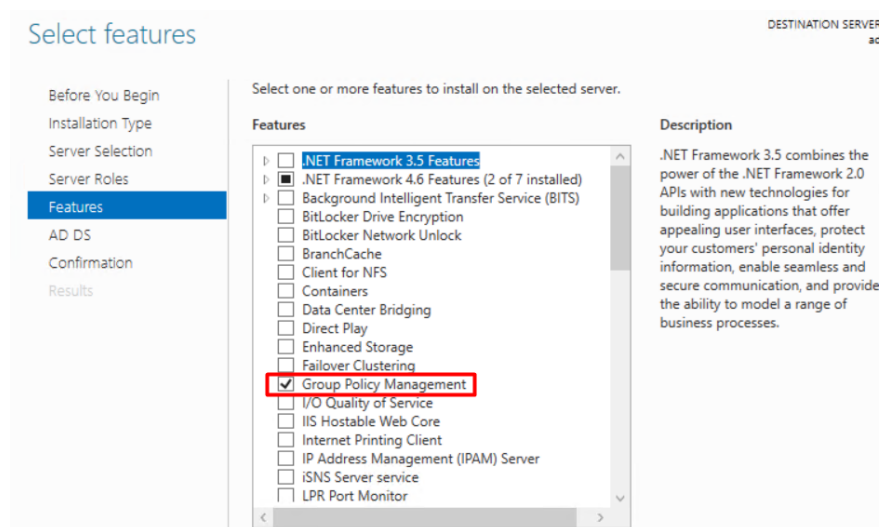 Select features
DESTINATION SERVER
Before You Begin
Installation Type
Server Selection
Server Roles
Features
AD DS
Confirmation
Results
Select one or more features to install on the selected server.
Features
.NET Framework 3.5 Features
.NET Framework 4.6 Features (2 of 7 installed)
Background Intelligent Transfer Service (BITS)
BitLocker Drive Encryption
BitLocker Network Unlock
BranchCache
Client for NFS
Containers
Data Center Bridging
Direct Play
Enhanced Storage
Failover Clustering
Group Policy Management
I/O Quality of Service
IIS Hostable Web Core
Internet Printing Client
IP Address Management (IPAM) Server
iSNS Server service
LPR Port Monitor
Description
.NET Framework 3.5 combines the
power of the .NET Framework 2.0
APIs with new technologies for
building applications that offer
appealing user interfaces, protect
your customers' personal identity
information, enable seamless and
secure communication, and provide
the ability to model a range of
business processes.